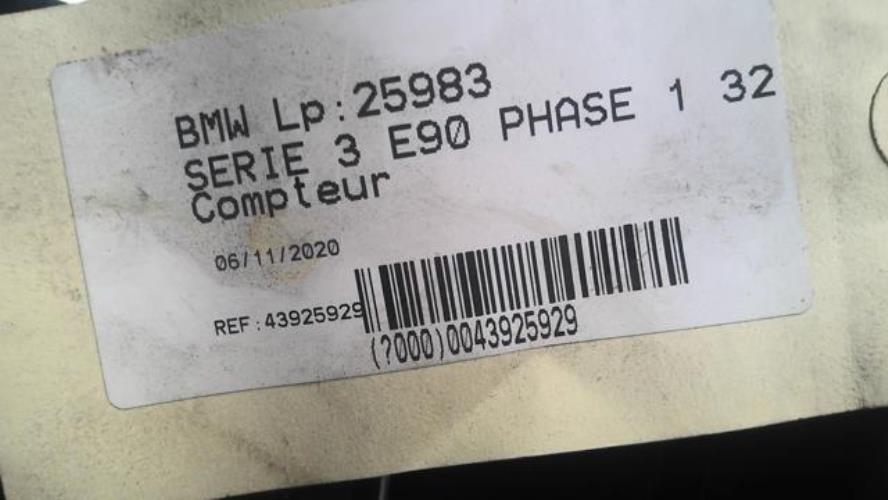 BMW Lp:25983
SERIE 3 E90 PHASE 1 32
Compteur
06/11/2020
REF:43925929
(?000)0043925929